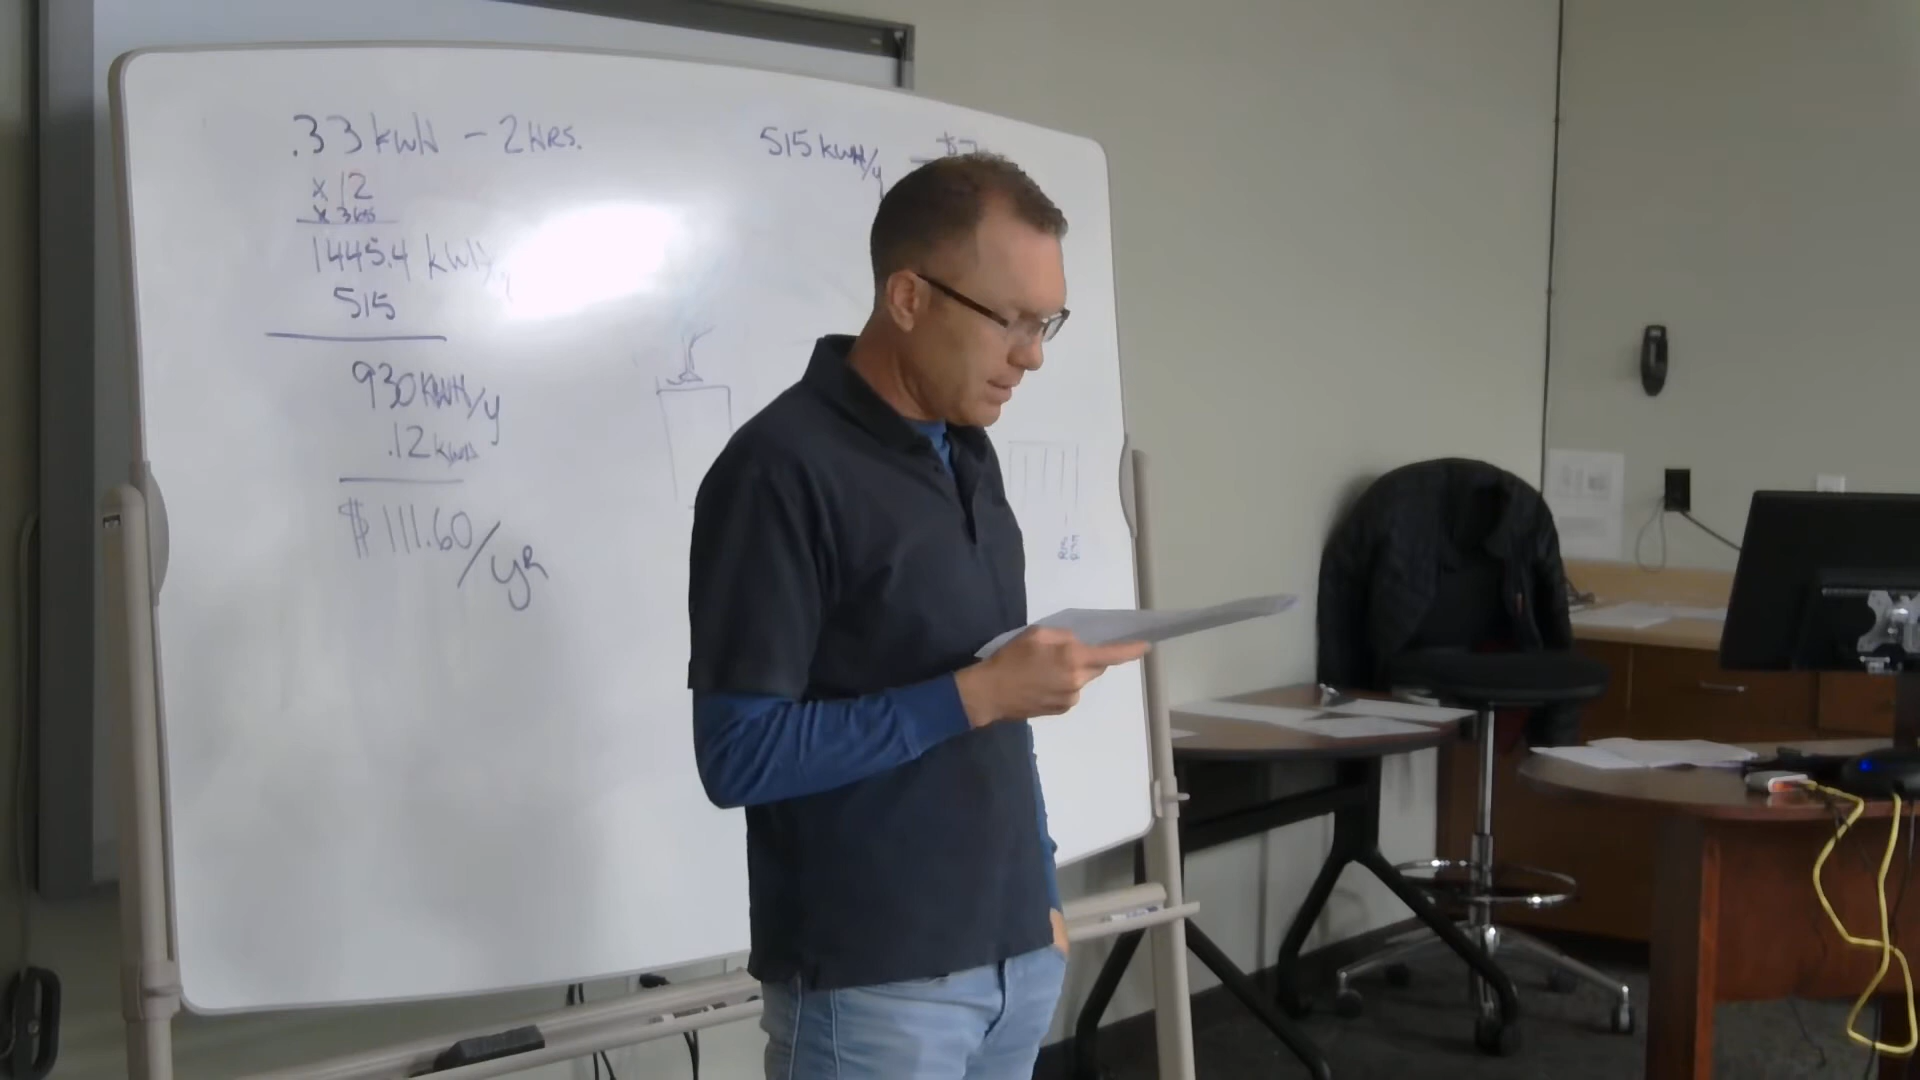 .33 kWH - 2 HRS.
x 12
x 365
1445.4 kWH/y
515
930 KWH/y
.12 kWH
$111.60/yR
515 kWH/y